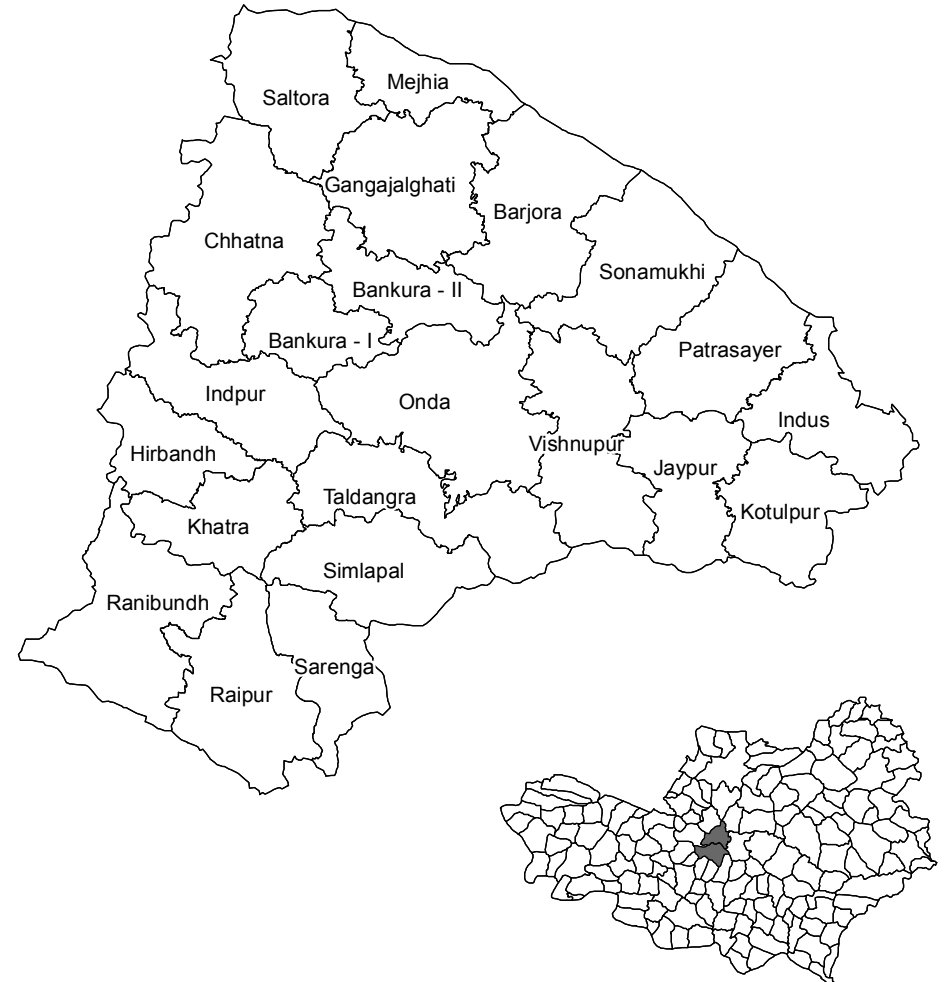 Mejhia
Saltora
Gangajalghati
Barjora
Chhatna
Sonamukhi
Bankura - II
Bankura - I
Patrasayer
Indpur
Onda
Indus
Vishnupur
Hirbandh
Jaypur
Taldangra
Kotulpur
Khatra
Simlapal
Ranibundh
Sarenga
Raipur